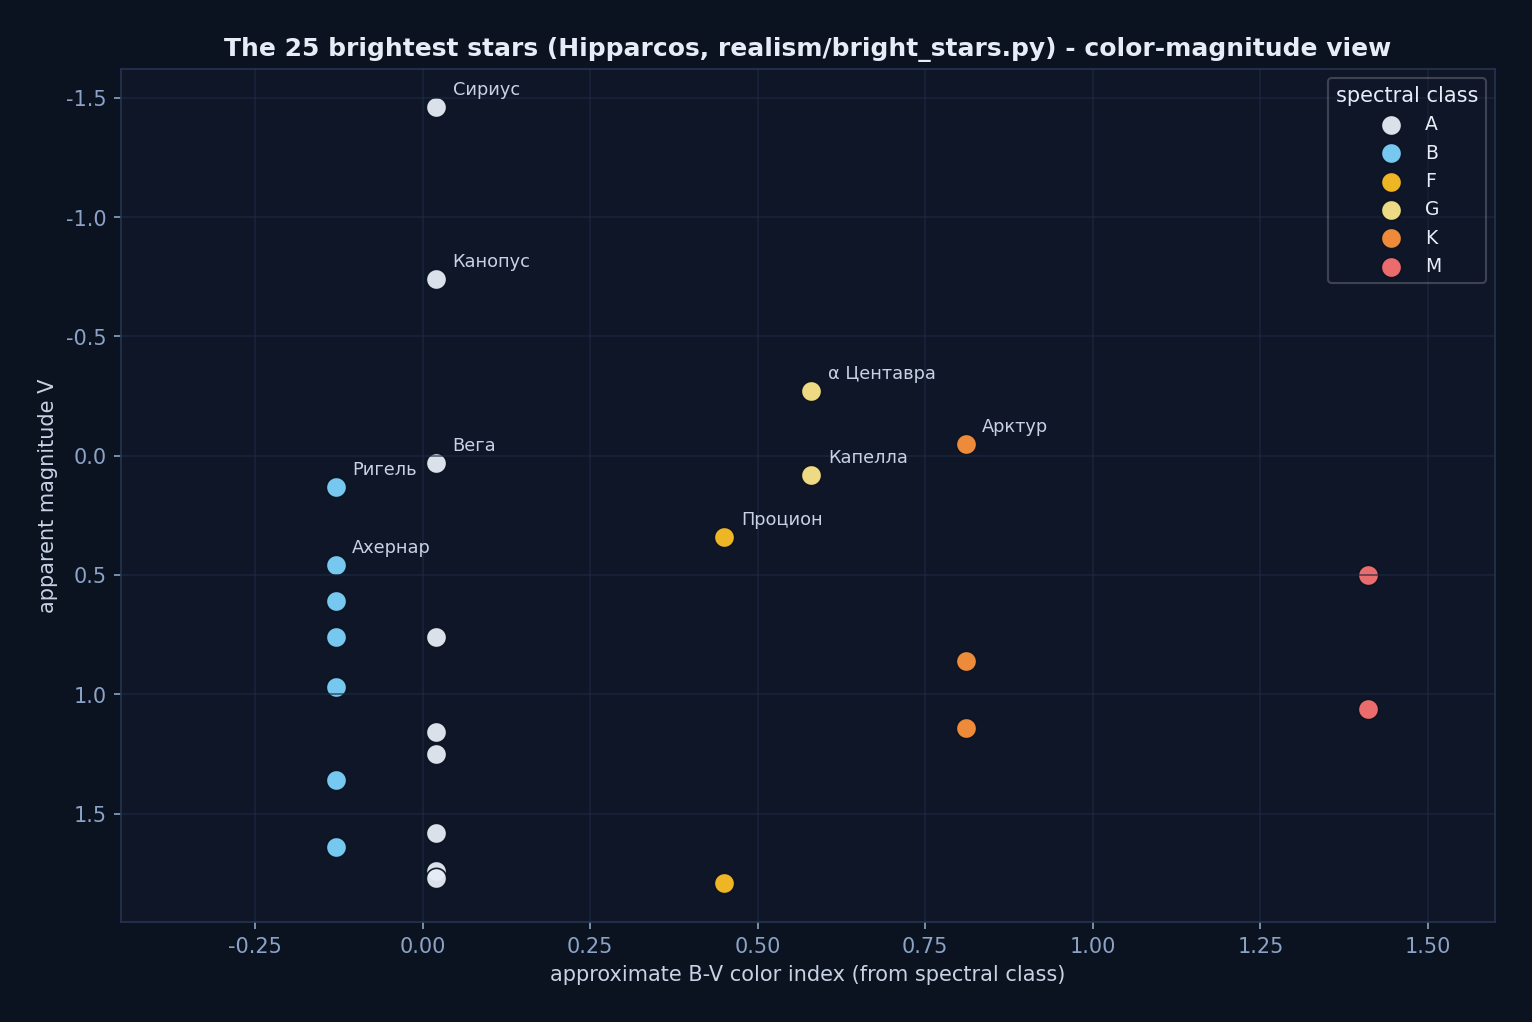 The 25 brightest stars (Hipparcos, realism/bright_stars.py) - color-magnitude view
spectral class
A
B
F
G
K
M
Сириус
Канопус
α Центавра
Арктур
Вега
Капелла
Ригель
Процион
Ахернар
apparent magnitude V
-1.5
-1.0
-0.5
0.0
0.5
1.0
1.5
-0.25
0.00
0.25
0.50
0.75
1.00
1.25
1.50
approximate B-V color index (from spectral class)